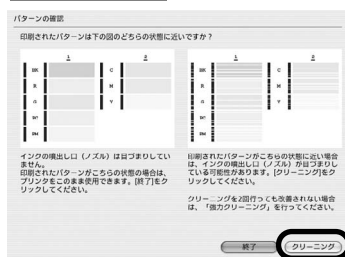 パターンの確認
印刷されたパターンは下の図のどちらの状態に近いですか？
1 2
BK C
R M
G Y
1 2
BK C
R M
G Y
インクの噴出し口（ノズル）は目づまりしてい
ません。
印刷されたパターンがこちらの状態の場合は、
プリンタをこのまま使用できます。[終了]をク
リックしてください。
印刷されたパターンがこちらの状態に近い場合
は、インクの噴出し口（ノズル）が目づまりし
ている可能性があります。[クリーニング]をク
リックしてください。
クリーニングを2回行っても改善されない場合
は、「強力クリーニング」を行ってください。
終了
クリーニング